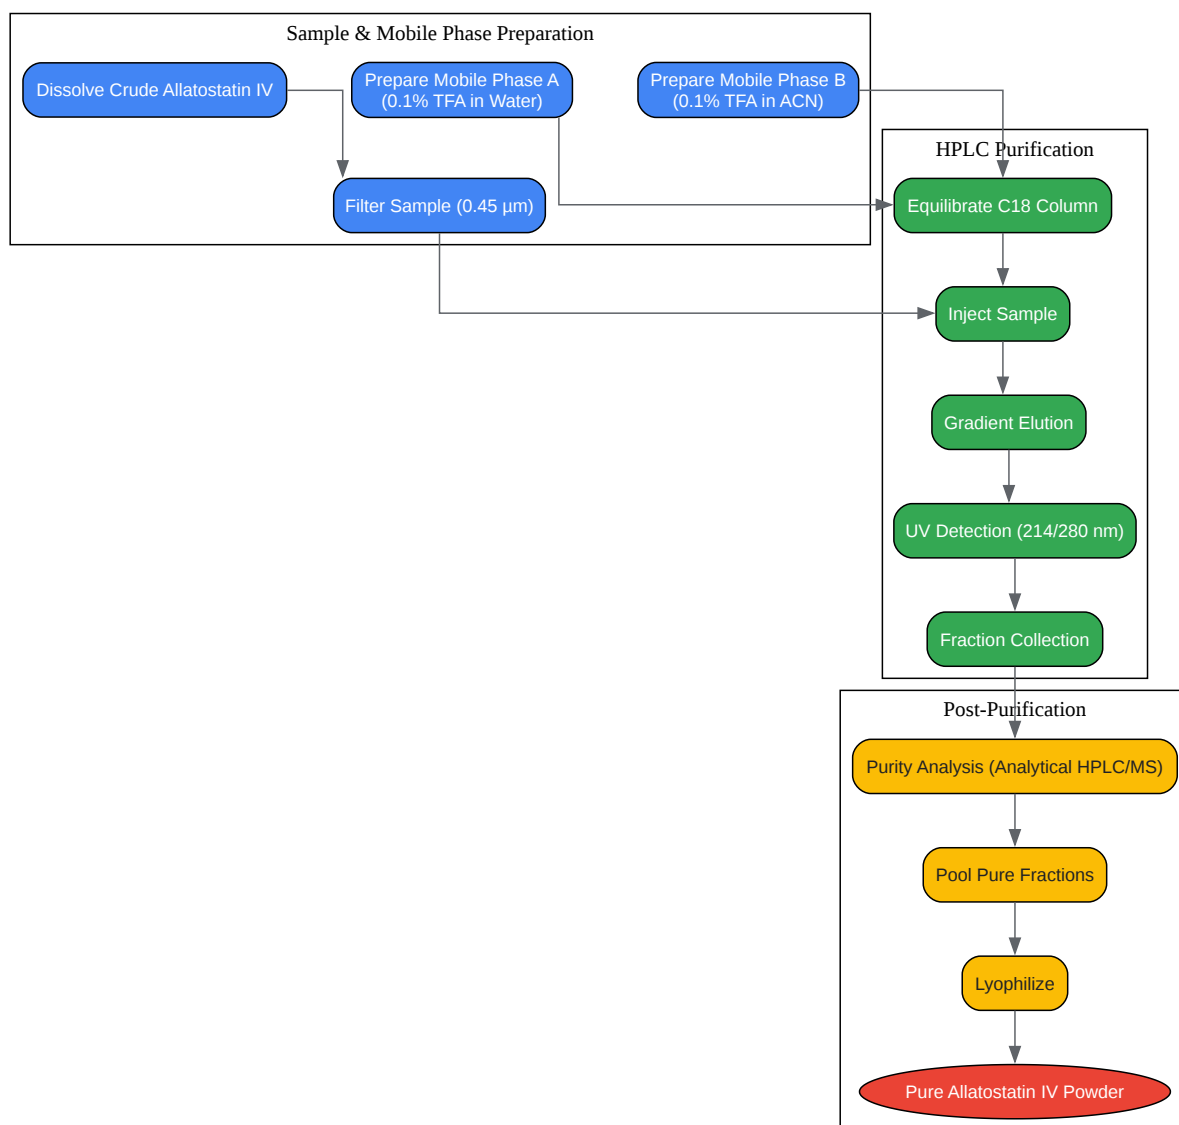 Sample & Mobile Phase Preparation
Dissolve Crude Allatostatin IV
Prepare Mobile Phase A
(0.1% TFA in Water)
Prepare Mobile Phase B
(0.1% TFA in ACN)
Filter Sample (0.45 µm)
HPLC Purification
Equilibrate C18 Column
Inject Sample
Gradient Elution
UV Detection (214/280 nm)
Fraction Collection
Post-Purification
Purity Analysis (Analytical HPLC/MS)
Pool Pure Fractions
Lyophilize
Pure Allatostatin IV Powder